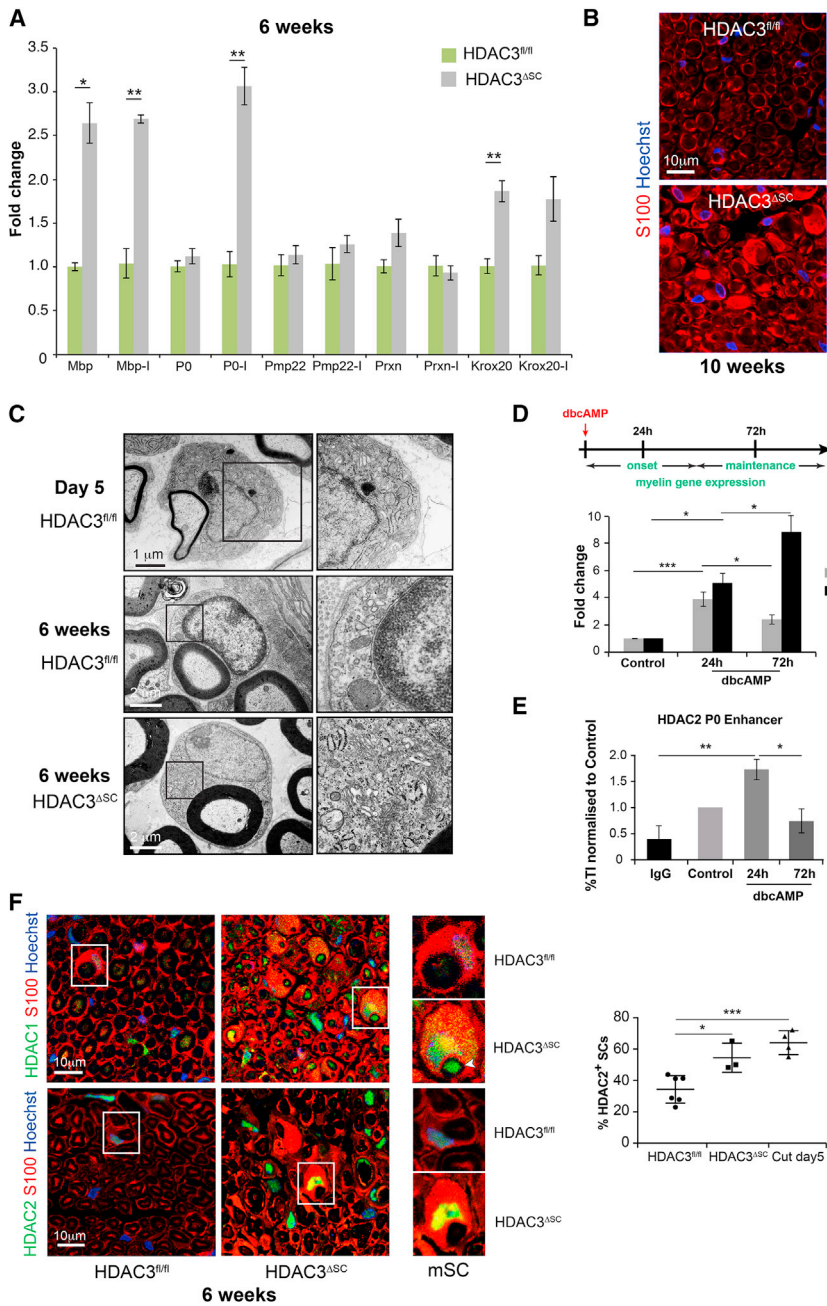 A
6 weeks
HDAC3fl/fl
HDAC3ΔSC
Fold change
3.5
3.0
2.5
2.0
1.5
1.0
0.5
0
*
**
**
**
Mbp Mbp-I P0 P0-I Pmp22 Pmp22-I Prxn Prxn-I Krox20 Krox20-I
B
S100 Hoechst
HDAC3fl/fl
10μm
HDAC3ΔSC
10 weeks
C
Day 5
HDAC3fl/fl
1 μm
6 weeks
HDAC3fl/fl
2 μm
6 weeks
HDAC3ΔSC
2 μm
D
dbcAMP
24h
72h
onset
maintenance
myelin gene expression
Fold change
10
8
6
4
2
0
*
*
***
*
Control 24h 72h
dbcAMP
E
HDAC2 P0 Enhancer
%TI normalised to Control
2.0
1.5
1.0
0.5
0
**
*
IgG Control 24h 72h
dbcAMP
F
HDAC1 S100 Hoechst
10μm
HDAC3fl/fl
HDAC3ΔSC
HDAC2 S100 Hoechst
10μm
HDAC3fl/fl
HDAC3ΔSC
HDAC3fl/fl
HDAC3ΔSC
mSC
6 weeks
% HDAC2+ SCs
80
60
40
20
0
***
*
HDAC3fl/fl HDAC3ΔSC Cut day5